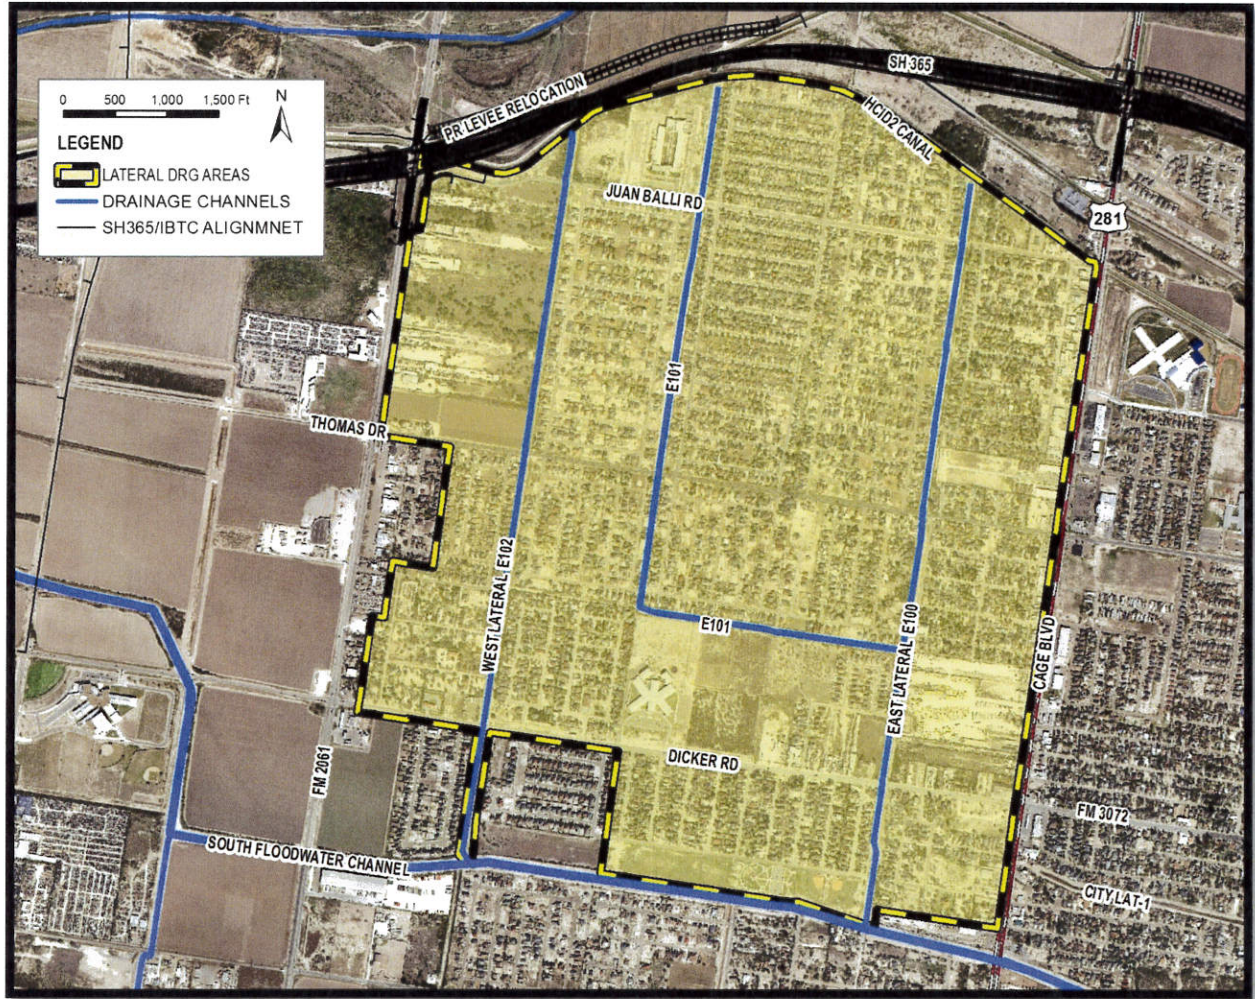 SH 365
PR LEVEE RELOCATION
HCID2 CANAL
0 500 1,000 1,500 Ft
N
LEGEND
LATERAL DRG AREAS
DRAINAGE CHANNELS
SH365/IBTC ALIGNMNET
JUAN BALLI RD
281
E101
THOMAS DR
WEST LATERAL E102
E101
EAST LATERAL E100
CAGE BLVD
DICKER RD
FM 2061
FM 3072
SOUTH FLOODWATER CHANNEL
CITY LAT-1